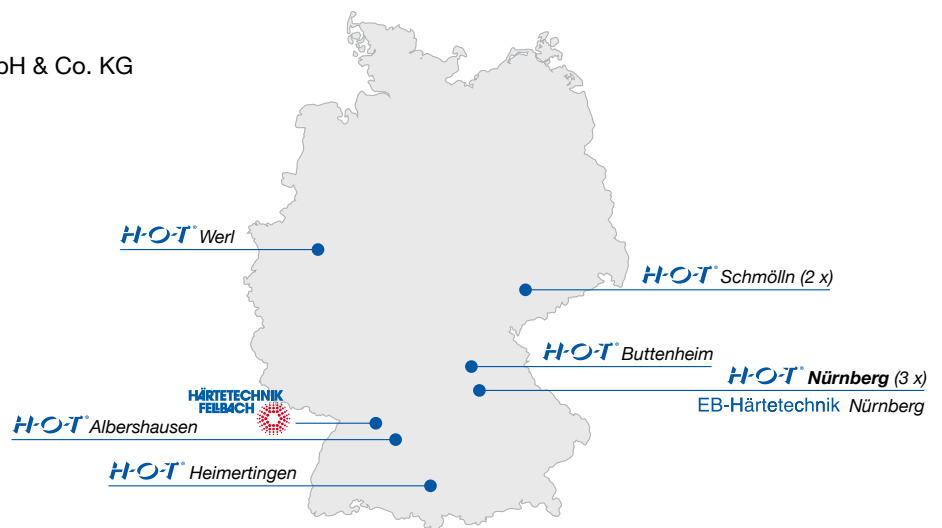 bH & Co. KG
H-O-T® Werl
H-O-T® Schmölln (2 x)
H-O-T® Buttenheim
H-O-T® Nürnberg (3 x)
HÄRTETECHNIK
FELLBACH
EB-Härtetechnik Nürnberg
H-O-T® Albershausen
H-O-T® Heimertingen